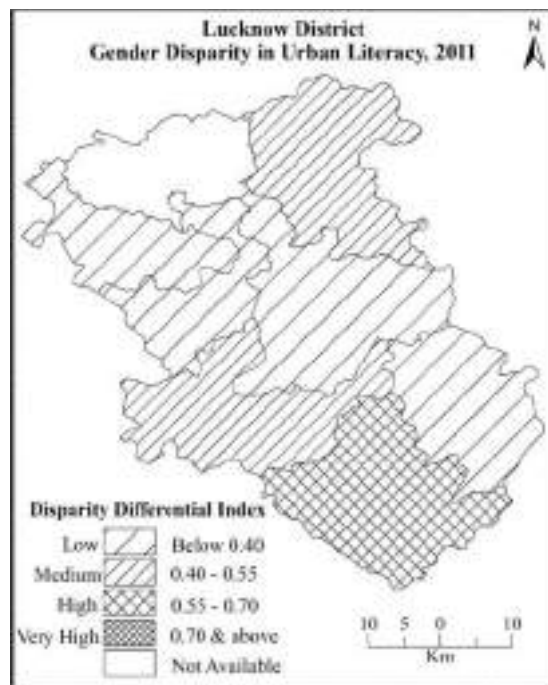 Lucknow District
Gender Disparity in Urban Literacy, 2011
N
Disparity Differential Index
Low Below 0.40
Medium 0.40 - 0.55
High 0.55 - 0.70
Very High 0.70 & above
Not Available
10 5 0 10
Km